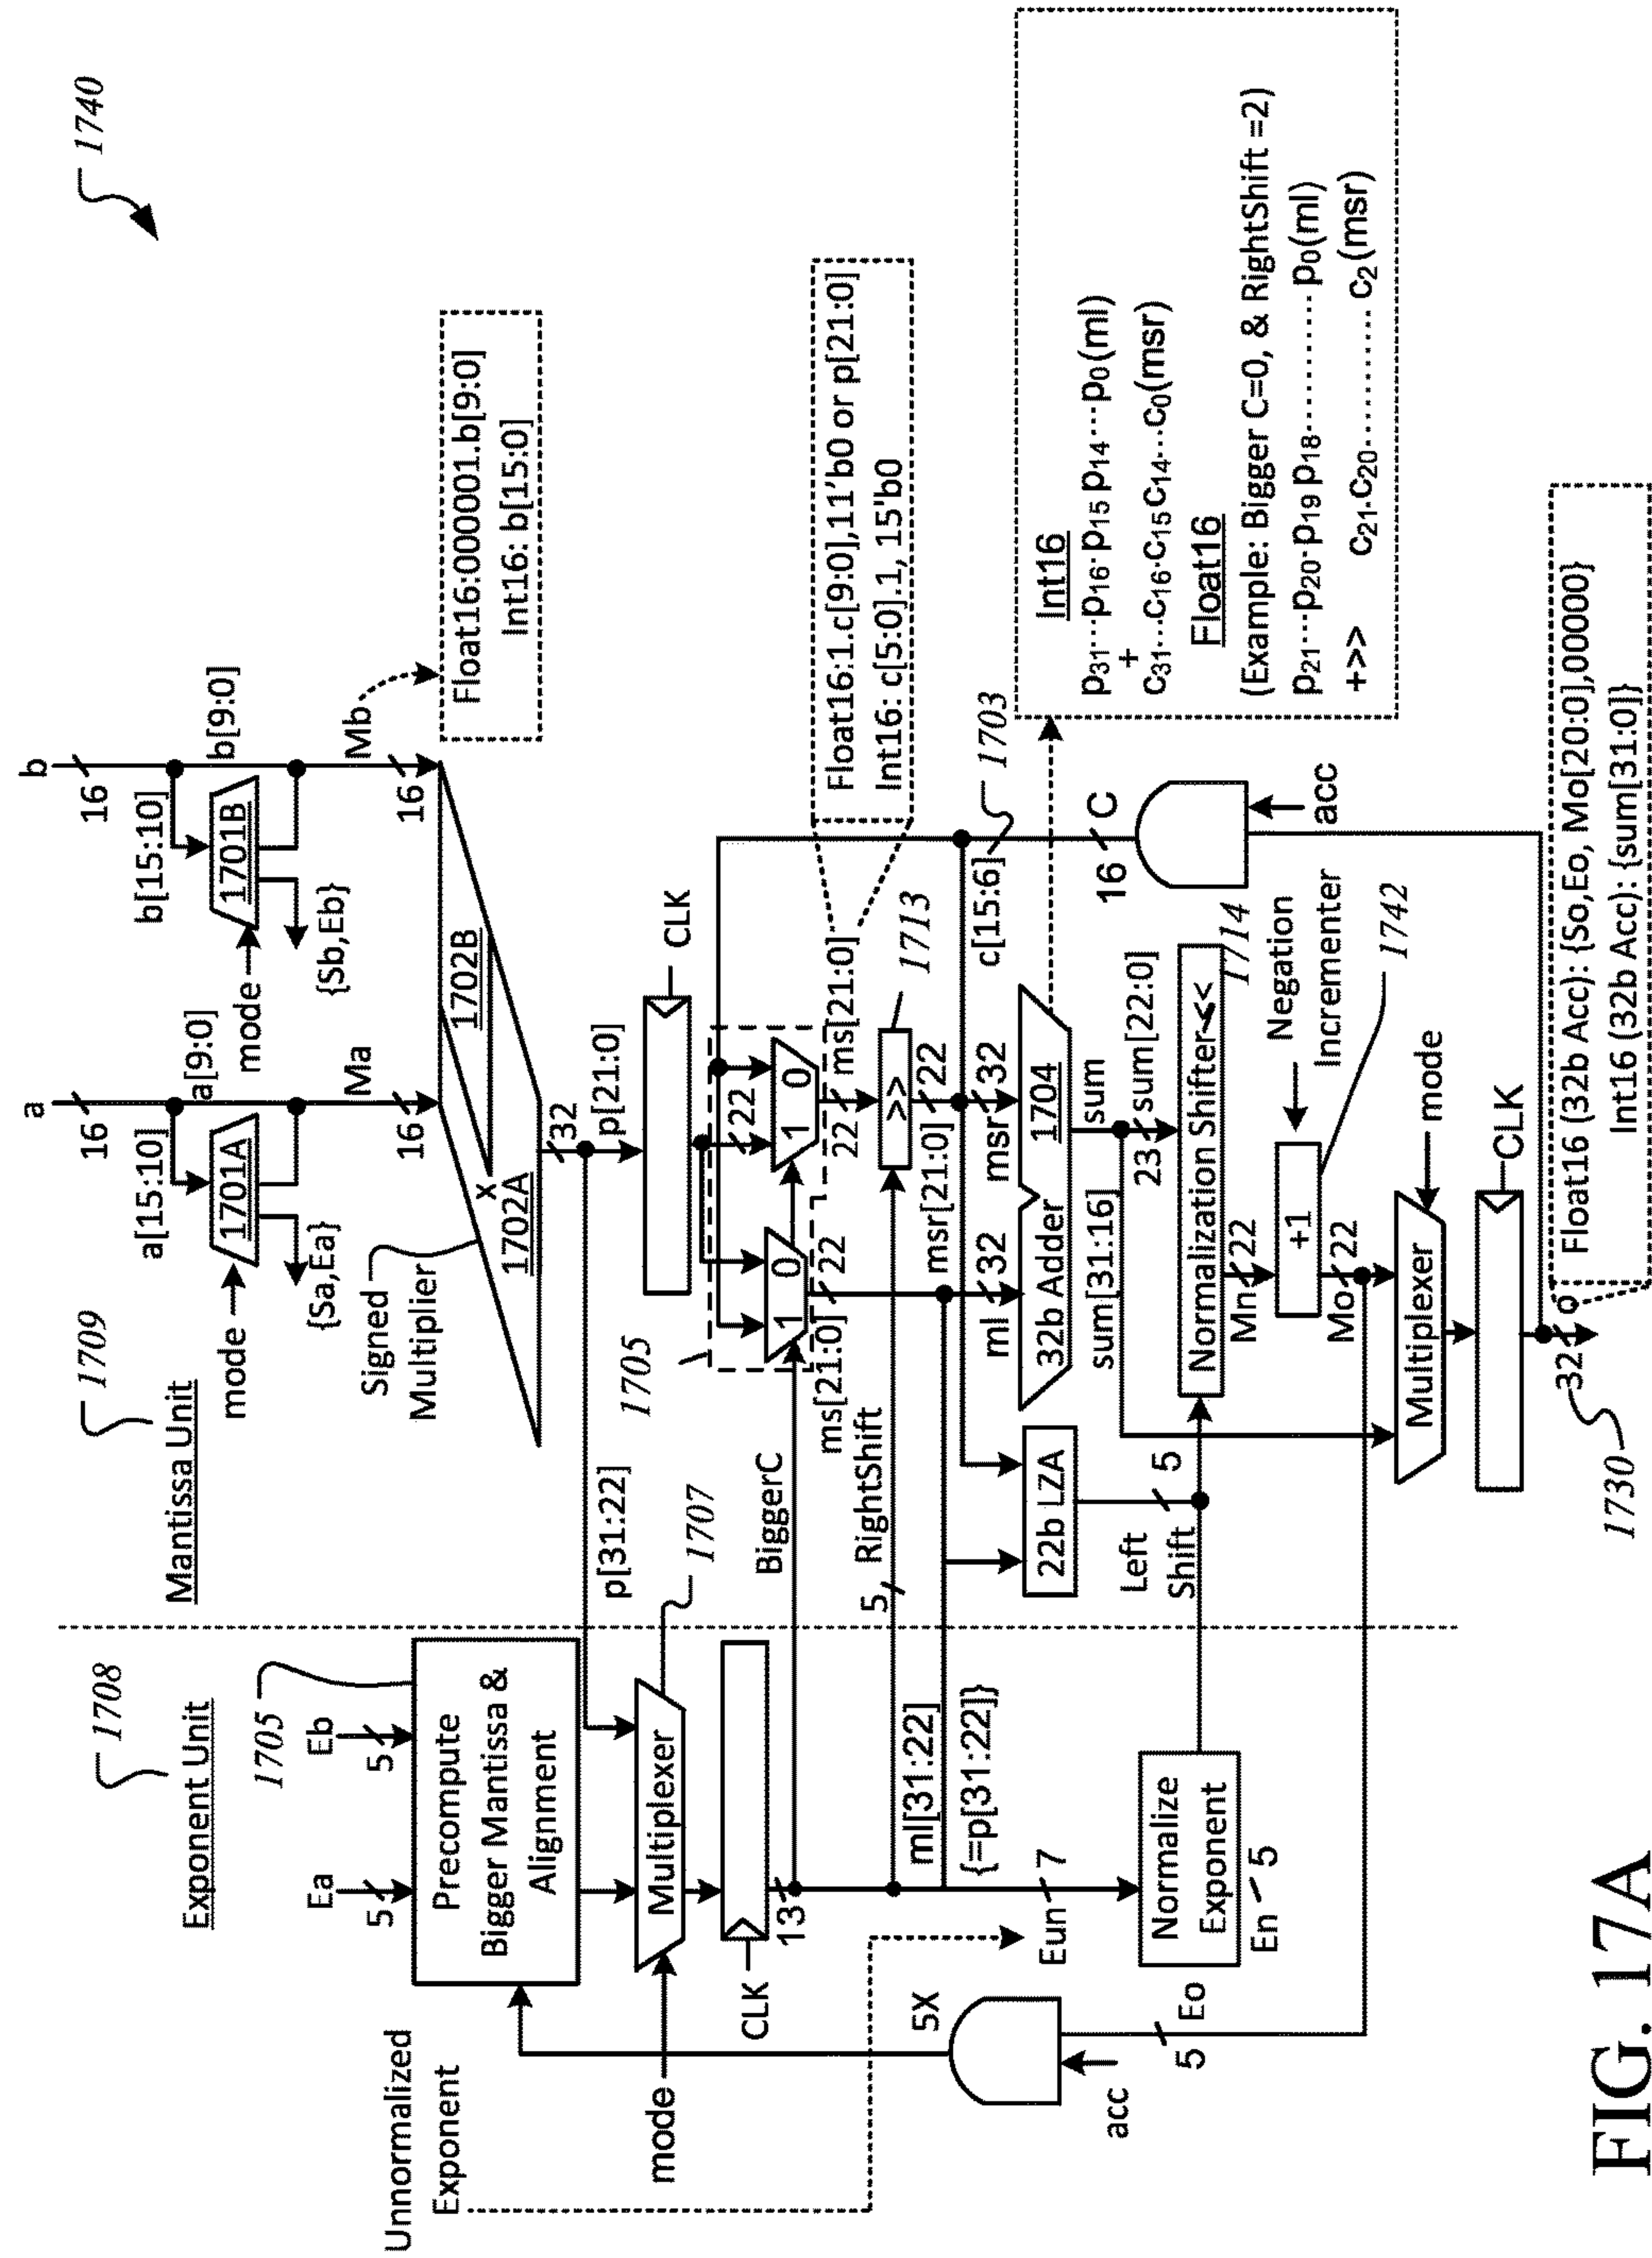 1740
1709
Mantissa Unit
1708
Exponent Unit
a
16
a[15:10]
mode
1701A
a[9:0]
{Sa,Ea}
Ma
16
b
16
b[15:10]
mode
1701B
b[9:0]
{Sb,Eb}
Mb
16
Float16:000001.b[9:0]
Int16: b[15:0]
Signed
Multiplier
x
1702A
1702B
32
p[21:0]
p[31:22]
CLK
1705
Ea
5
Eb
5
1705
Precompute
Bigger Mantissa &
Alignment
mode
Multiplexer
1707
CLK
13
BiggerC
1 0
1 0
22
22
ms[21:0]
22
ms[21:0]
Float16:1.c[9:0],11'b0 or p[21:0]
Int16: c[5:0].1, 15'b0
5
RightShift
>>
1713
22
msr[21:0]
ml[31:22]
{=p[31:22]}
c[15:6]
1703
16
C
acc
ml
32
msr
32
32b Adder
1704
Int16
p31...p16.p15 p14...p0(ml)
+
c31...c16.c15c14...c0(msr)
Float16
(Example: Bigger C=0, & RightShift =2)
p21...p20.p19 p18.........p0(ml)
+>> c21.c20.........c2(msr)
22b LZA
Left
Shift
5
sum
sum[31:16]
23
sum[22:0]
Normalization Shifter <<
1714
Mn
22
+1
Negation
Incrementer
1742
Mo
22
Unnormalized
Exponent
Eun
7
Normalize
Exponent
En
5
5X
acc
5
Eo
Multiplexer
mode
CLK
32
o
1730
Float16 (32b Acc): {So,Eo, Mo[20:0],00000}
Int16 (32b Acc): {sum[31:0]}
FIG. 17A